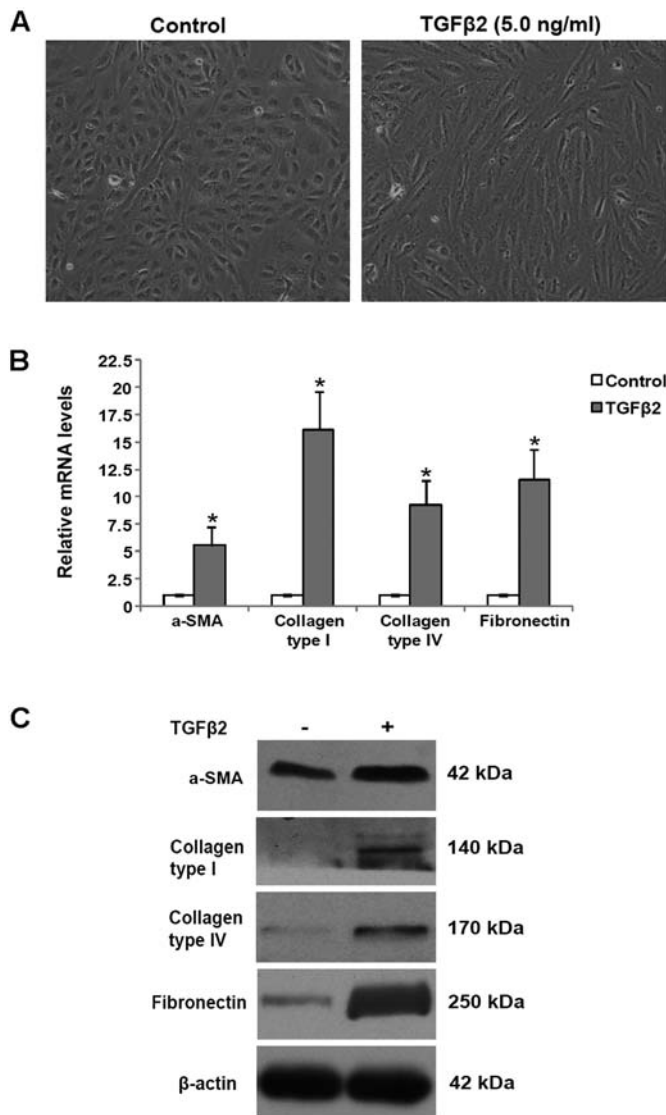 A
Control
TGFβ2 (5.0 ng/ml)
B
Relative mRNA levels
22.5
20
17.5
15
12.5
10
7.5
5
2.5
0
*
*
*
*
Control
TGFβ2
a-SMA
Collagen
type I
Collagen
type IV
Fibronectin
C
TGFβ2 - +
a-SMA 42 kDa
Collagen
type I
140 kDa
Collagen
type IV
170 kDa
Fibronectin 250 kDa
β-actin 42 kDa